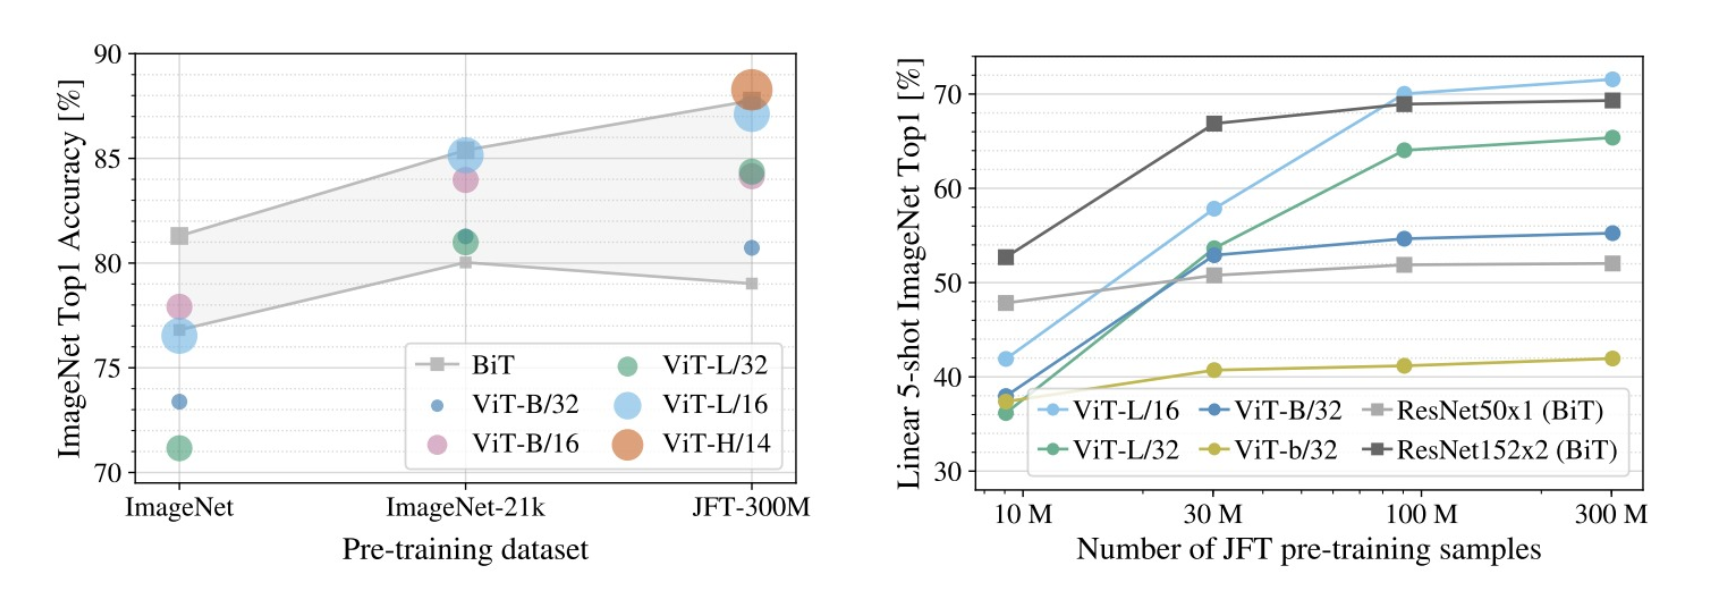 90
85
80
75
70
ImageNet Top1 Accuracy [%]
BiT
ViT-B/32
ViT-B/16
ViT-L/32
ViT-L/16
ViT-H/14
ImageNet
ImageNet-21k
JFT-300M
Pre-training dataset
70
60
50
40
30
Linear 5-shot ImageNet Top1 [%]
ViT-L/16
ViT-L/32
ViT-B/32
ViT-b/32
ResNet50x1 (BiT)
ResNet152x2 (BiT)
10 M
30 M
100 M
300 M
Number of JFT pre-training samples